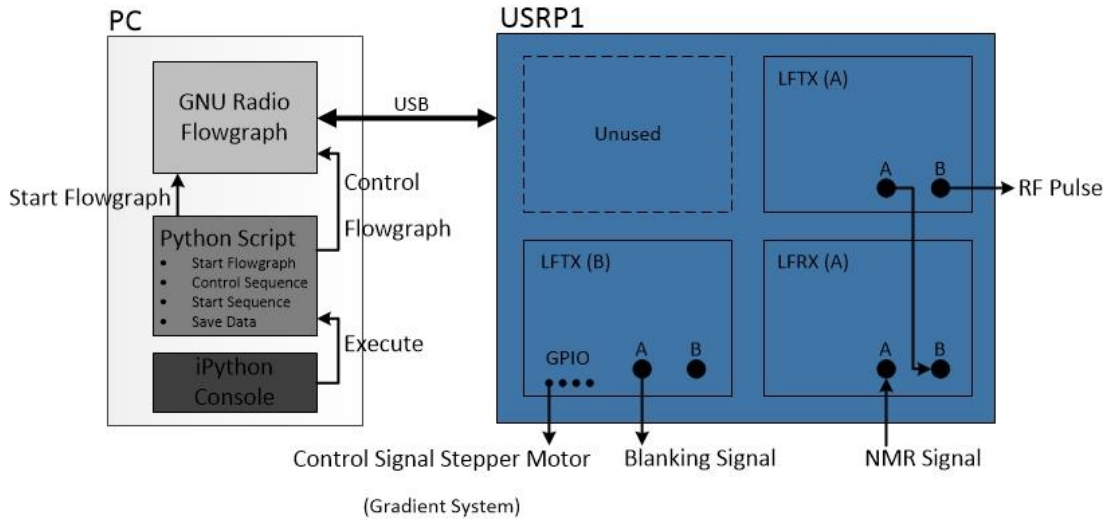 PC
USRP1
GNU Radio
Flowgraph
USB
Unused
LFTX (A)
A B
RF Pulse
Start Flowgraph
Control
Flowgraph
Python Script
• Start Flowgraph
• Control Sequence
• Start Sequence
• Save Data
Execute
iPython
Console
LFTX (B)
GPIO
A B
LFRX (A)
A B
Control Signal Stepper Motor
Blanking Signal
NMR Signal
(Gradient System)